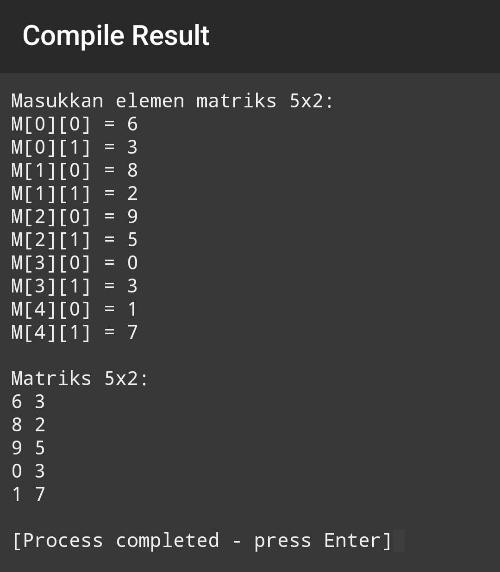 Compile Result
Masukkan elemen matriks 5x2:
M[0][0] = 6
M[0][1] = 3
M[1][0] = 8
M[1][1] = 2
M[2][0] = 9
M[2][1] = 5
M[3][0] = 0
M[3][1] = 3
M[4][0] = 1
M[4][1] = 7
Matriks 5x2:
6 3
8 2
9 5
0 3
1 7
[Process completed - press Enter]